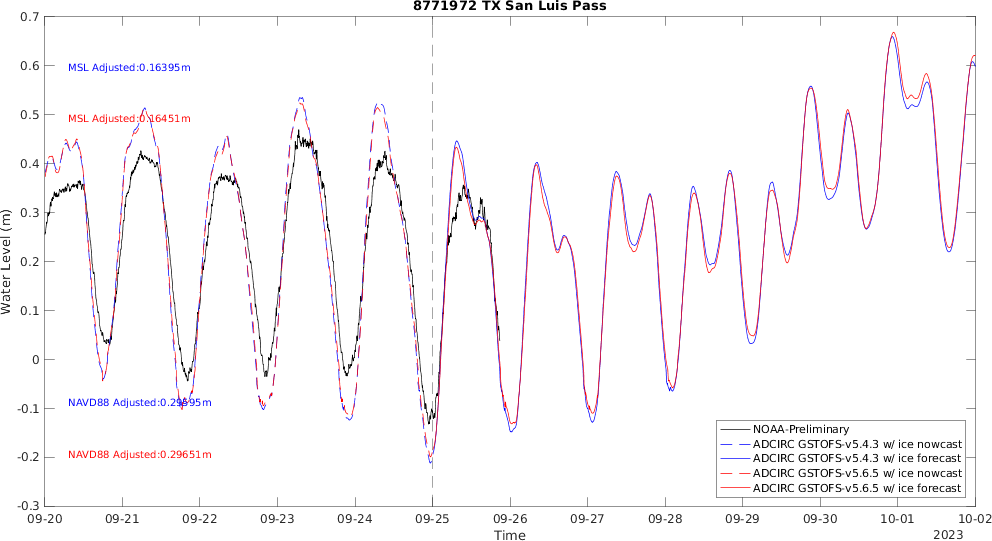 8771972 TX San Luis Pass
0.7
0.6
0.5
0.4
0.3
0.2
0.1
0
-0.1
-0.2
-0.3
Water Level (m)
MSL Adjusted:0.16395m
MSL Adjusted:0.16451m
NAVD88 Adjusted:0.29595m
NAVD88 Adjusted:0.29651m
NOAA-Preliminary
ADCIRC GSTOFS-v5.4.3 w/ ice nowcast
ADCIRC GSTOFS-v5.4.3 w/ ice forecast
ADCIRC GSTOFS-v5.6.5 w/ ice nowcast
ADCIRC GSTOFS-v5.6.5 w/ ice forecast
09-20 09-21 09-22 09-23 09-24 09-25 09-26 09-27 09-28 09-29 09-30 10-01 10-02
Time
2023